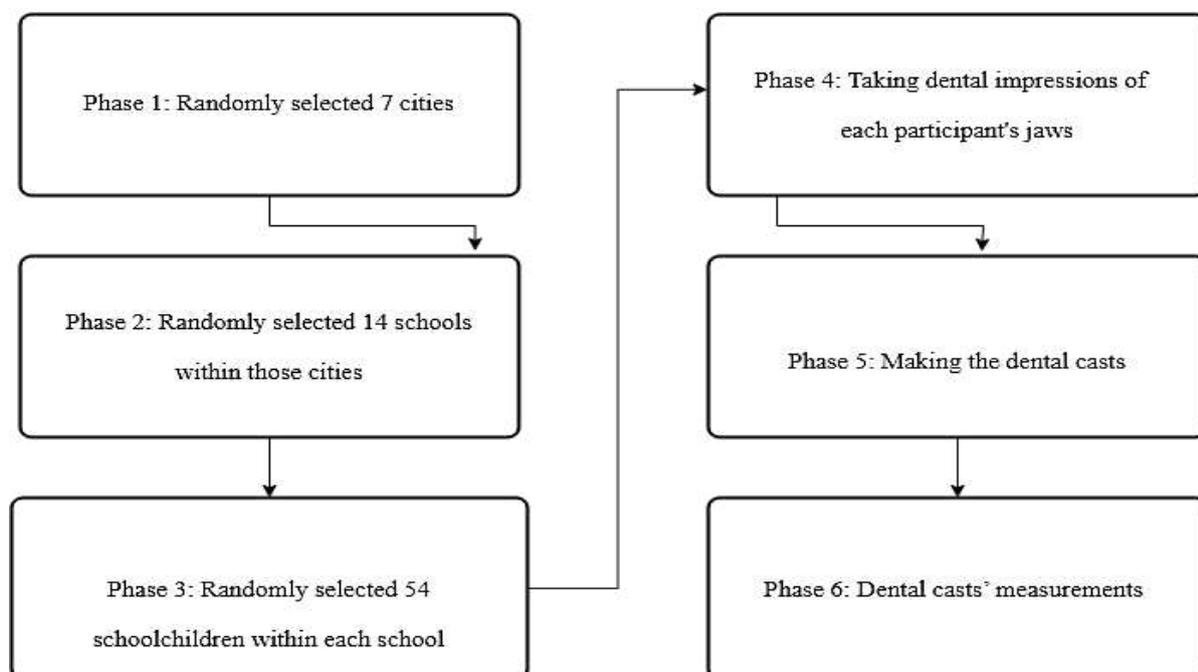 Phase 1: Randomly selected 7 cities
Phase 2: Randomly selected 14 schools
within those cities
Phase 3: Randomly selected 54
schoolchildren within each school
Phase 4: Taking dental impressions of
each participant's jaws
Phase 5: Making the dental casts
Phase 6: Dental casts’ measurements